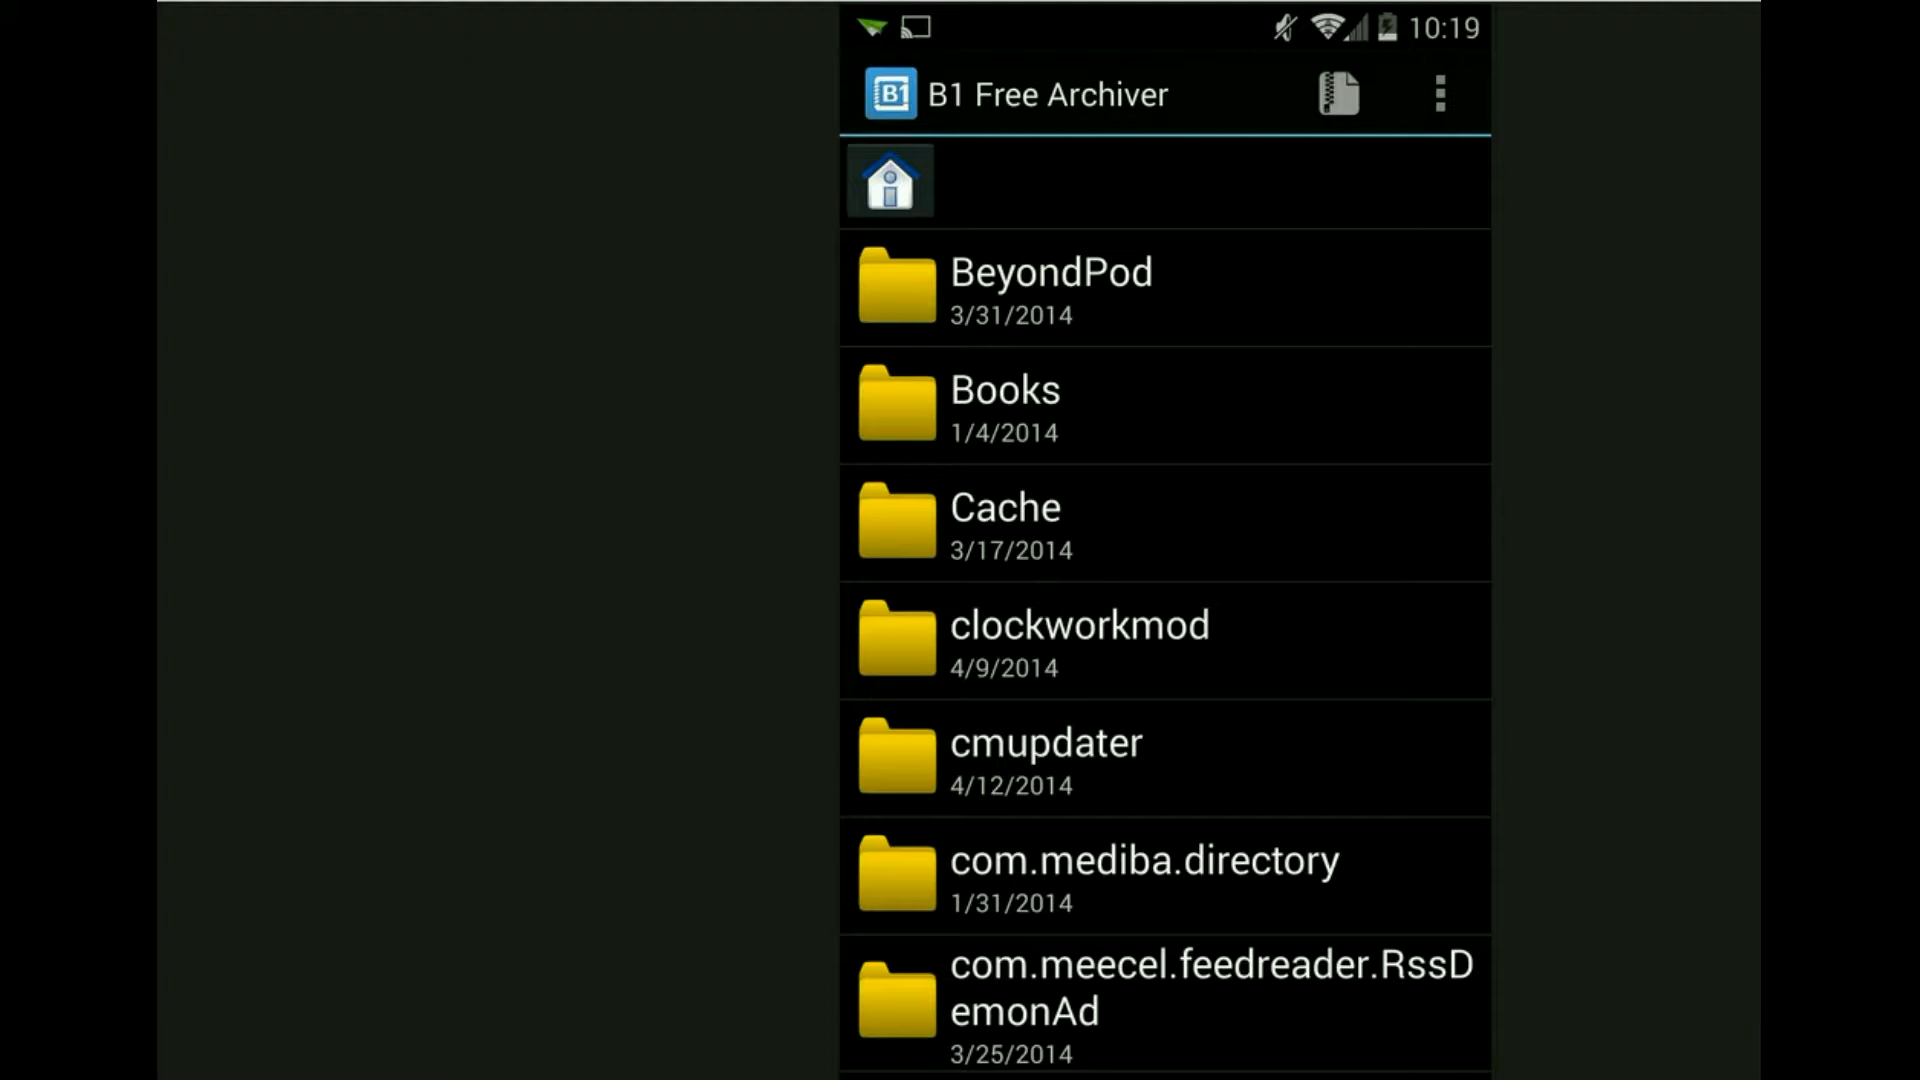 10:19
B1 B1 Free Archiver
BeyondPod
3/31/2014
Books
1/4/2014
Cache
3/17/2014
clockworkmod
4/9/2014
cmupdater
4/12/2014
com.mediba.directory
1/31/2014
com.meecel.feedreader.RssD
emonAd
3/25/2014